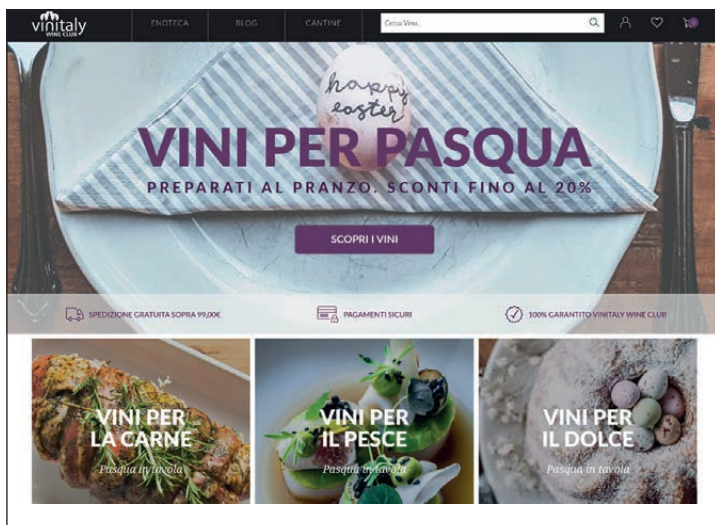 vinitaly
WINE CLUB
ENOTECA
BLOG
CANTINE
Cerca Vino...
happy
easter
VINI PER PASQUA
PREPARATI AL PRANZO. SCONTI FINO AL 20%
SCOPRI I VINI
SPEDIZIONE GRATUITA SOPRA 99,00€
PAGAMENTI SICURI
100% GARANTITO VINITALY WINE CLUB
VINI PER
LA CARNE
Pasqua in tavola
VINI PER
IL PESCE
Pasqua in tavola
VINI PER
IL DOLCE
Pasqua in tavola